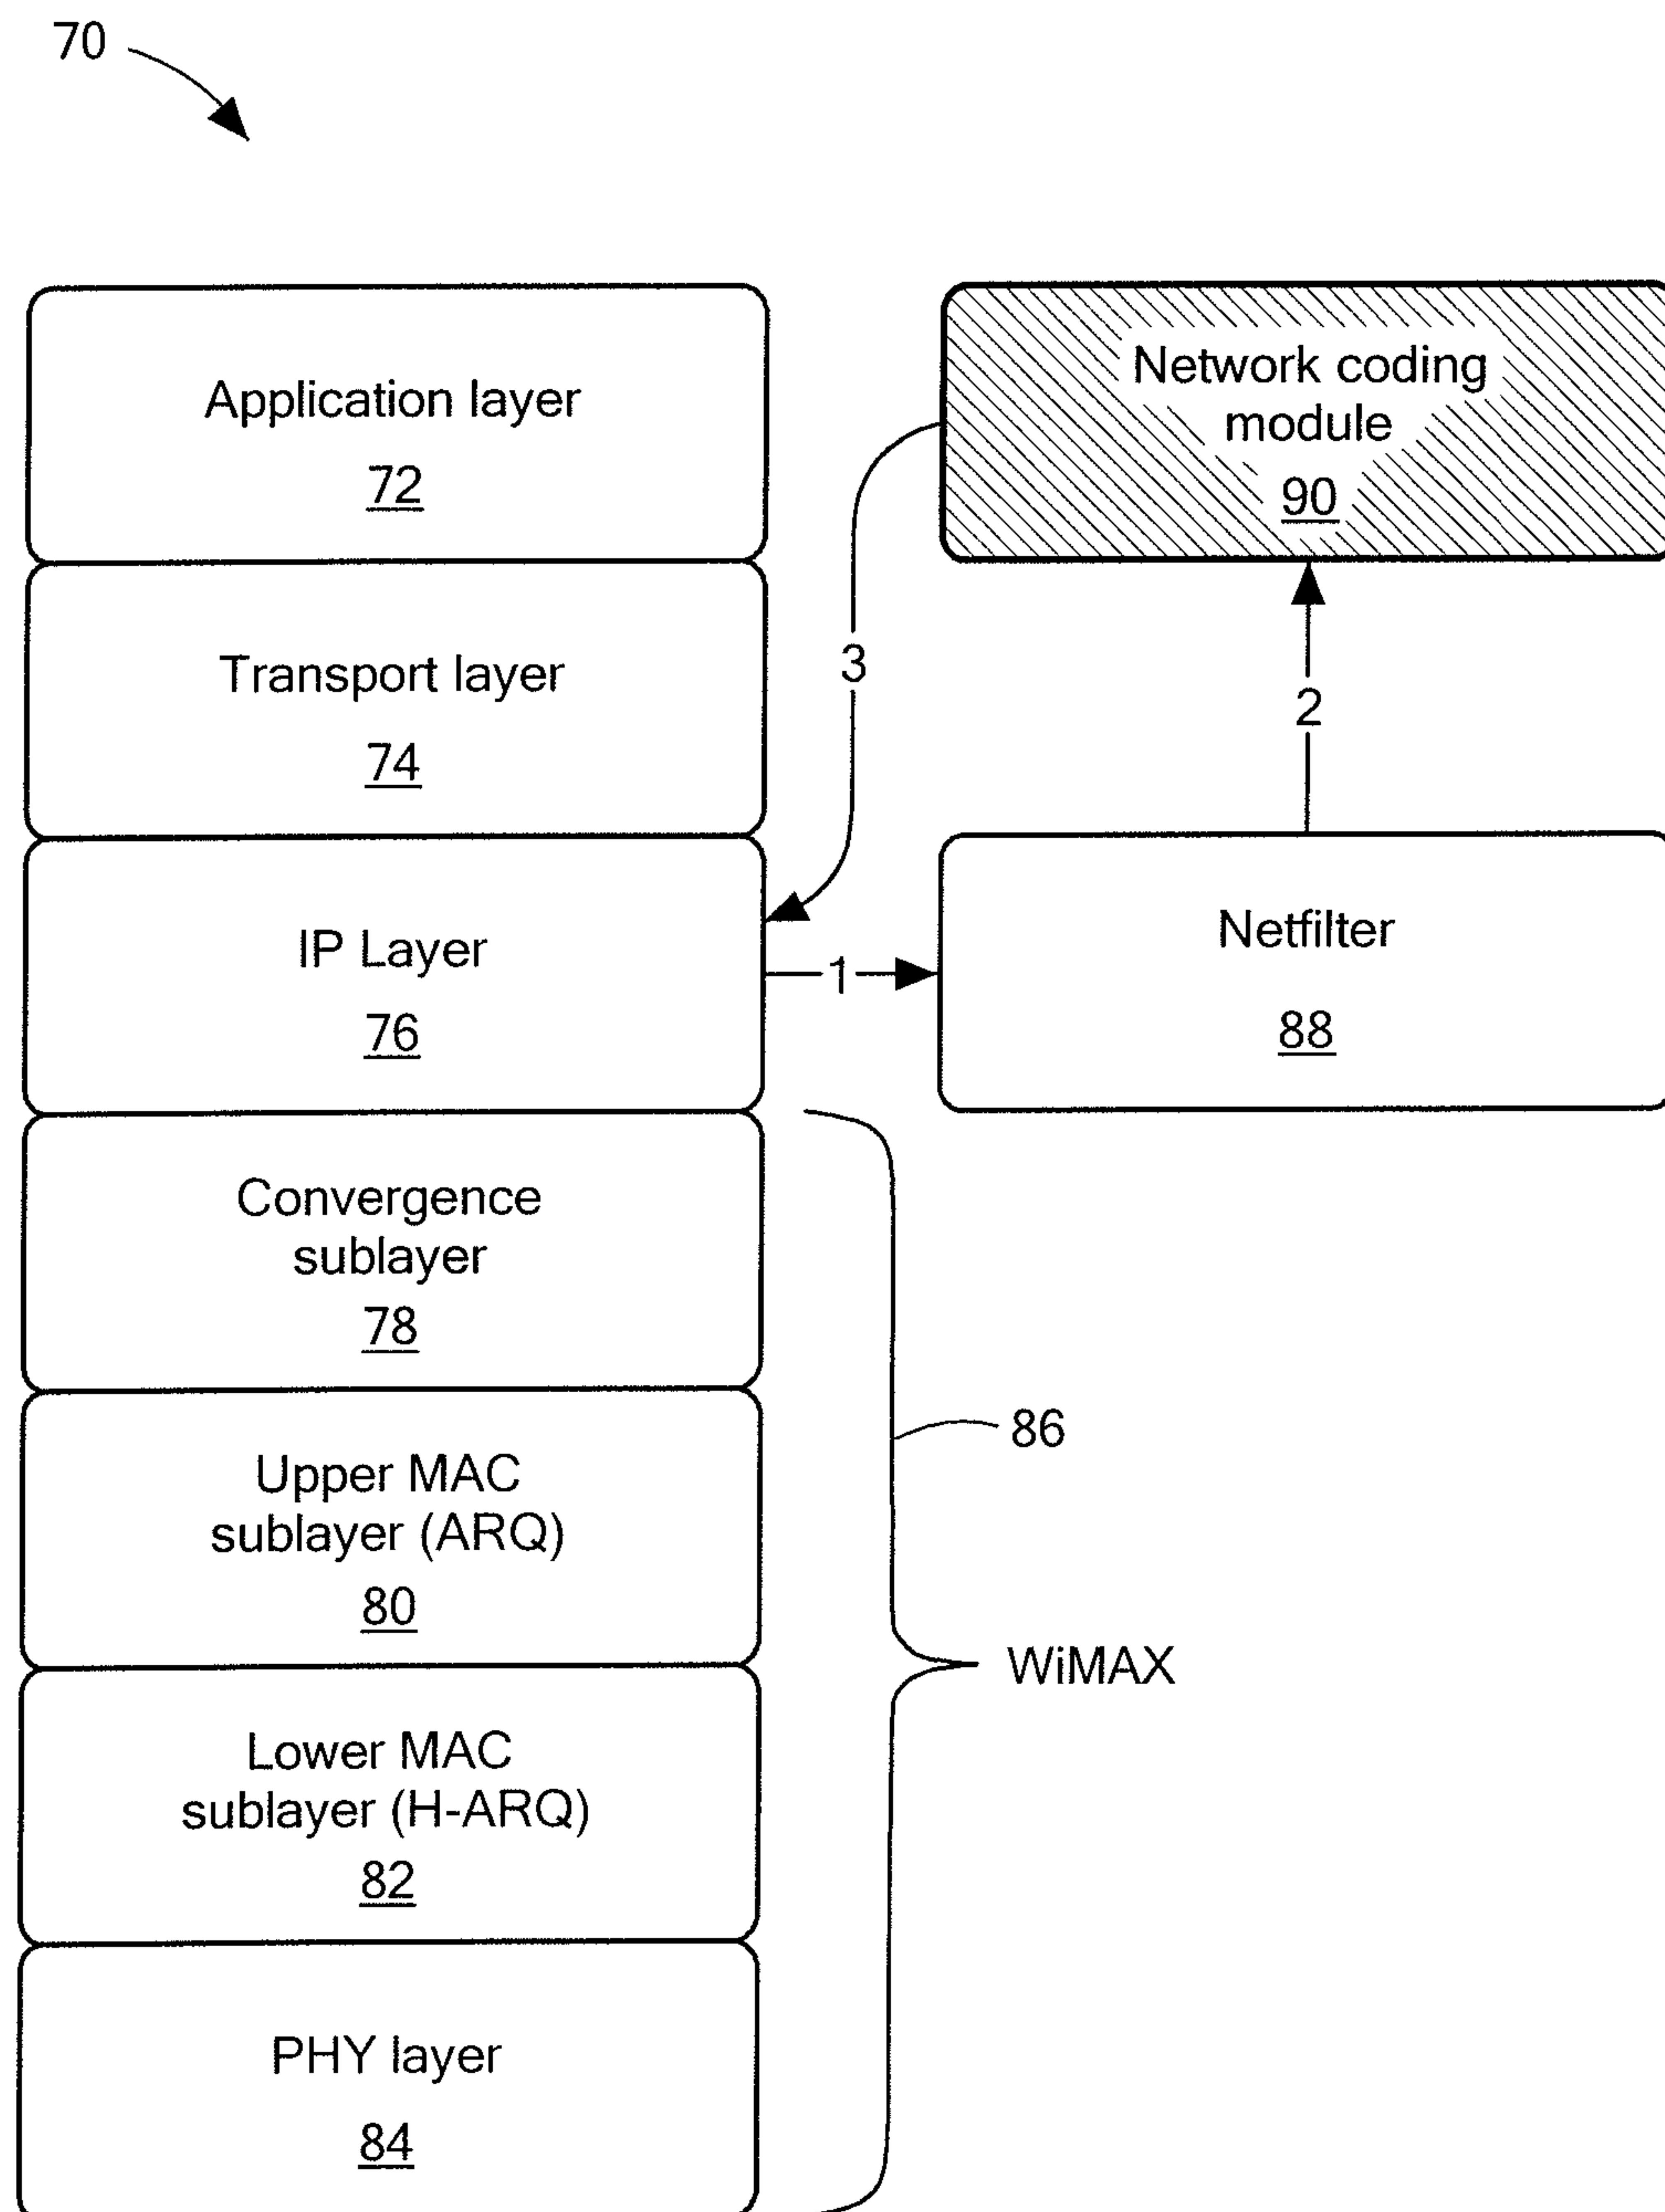 70
Application layer
72
Network coding
module
90
Transport layer
74
3
2
IP Layer
76
1
Netfilter
88
Convergence
sublayer
78
Upper MAC
sublayer (ARQ)
80
86
WiMAX
Lower MAC
sublayer (H-ARQ)
82
PHY layer
84